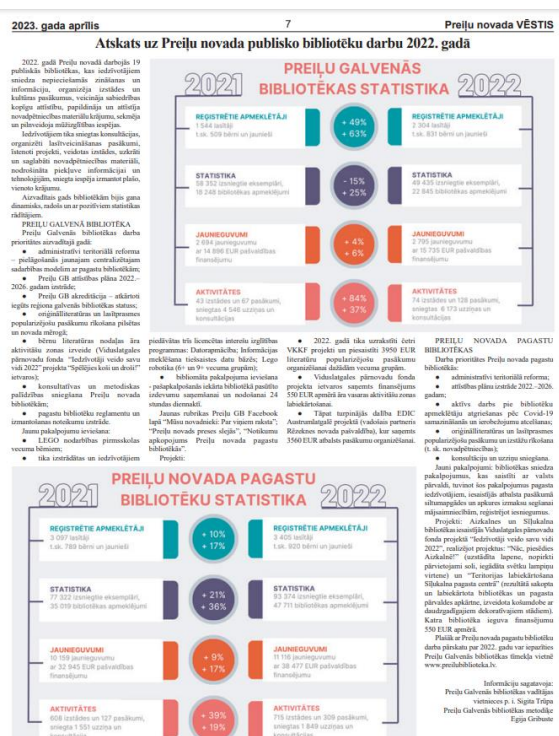 2023. gada aprīlis
7
Preiļu novada VĒSTIS
Atskats uz Preiļu novada publisko bibliotēku darbu 2022. gadā
2022. gadā Preiļu novadā darbojās 19
publiskās bibliotēkas, kas iedzīvotājiem
sniedza nepieciešamās zināšanas un
informāciju, organizēja izstādes un
kultūras pasākumus, veicināja sabiedrības
kopīgu attīstību, papildināja un attīstīja
novadpētniecības materiālu krājumu, sekmēja
un pilnveidoja mūžizglītības iespējas.
Iedzīvotājiem tika sniegtas konsultācijas,
organizēti lasītveicināšanas pasākumi,
īstenoti projekti, veidotas izstādes, uzkrāti
un saglabāti novadpētniecības materiāli,
nodrošināta piekļuve informācijai un
tehnoloģijām, sniegta iespēja izmantot plašo,
vienoto krājumu.
Aizvadītais gads bibliotēkām bijis gana
dinamisks, radošs un ar pozitīviem statistikas
rādītājiem.
PREIĻU GALVENĀ BIBLIOTĒKA
Preiļu Galvenās bibliotēkas darba
prioritātes aizvadītajā gadā:
● administratīvi teritoriālā reforma
– pielāgošanās jaunajam centralizētajam
sadarbības modelim ar pagastu bibliotēkām;
● Preiļu GB attīstības plāna 2022.–
2026. gadam izstrāde;
● Preiļu GB akreditācija – atkārtoti
iegūts reģiona galvenās bibliotēkas statuss;
● oriģinālliteratūras un lasītprasmes
popularizējošu pasākumu rīkošana pilsētas
un novada mērogā;
● bērnu literatūras nodaļas āra
aktivitāšu zonas izveide (Viduslatgales
pārnovadu fonda "Iedzīvotāji veido savu
vidi 2022" projekta "Spēlējies koši un droši!"
ietvaros);
● konsultatīvas un metodiskas
palīdzības sniegšana Preiļu novada
bibliotēkām;
● pagastu bibliotēku reglamentu un
izmantošanas noteikumu izstrāde.
Jaunu pakalpojumu ieviešana:
● LEGO nodarbības pirmsskolas
vecuma bērniem;
● tika izstrādātas un iedzīvotājiem
PREIĻU GALVENĀS
BIBLIOTĒKAS STATISTIKA
2021
2022
REĢISTRĒTIE APMEKLĒTĀJI
1 544 lasītāji
t.sk. 509 bērni un jaunieši
+ 49%
+ 63%
REĢISTRĒTIE APMEKLĒTĀJI
2 304 lasītāji
t.sk. 831 bērni un jaunieši
STATISTIKA
58 352 izsniegtie eksemplāri,
18 248 bibliotēkas apmeklējumi
- 15%
+ 25%
STATISTIKA
49 435 izsniegtie eksemplāri,
22 845 bibliotēkas apmeklējumi
JAUNIEGUVUMI
2 694 jaunieguvumu
ar 14 896 EUR pašvaldības
finansējumu
+ 4%
+ 6%
JAUNIEGUVUMI
2 795 jaunieguvumu
ar 15 735 EUR pašvaldības
finansējumu
AKTIVITĀTES
43 izstādes un 67 pasākumi,
sniegtas 4 546 uzziņas un
konsultācijas
+ 84%
+ 37%
AKTIVITĀTES
74 izstādes un 128 pasākumi,
sniegtas 6 173 uzziņas un
konsultācijas
piedāvātas trīs licencētas interešu izglītības
programmas: Datorapmācība; Informācijas
meklēšana tiešsaistes datu bāzēs; Lego
robotika (6+ un 9+ vecuma grupām);
● bibliomāta pakalpojuma ieviešana
- pašapkalpošanās iekārta bibliotēkā pasūtīto
izdevumu saņemšanai un nodošanai 24
stundas diennaktī.
Jaunas rubrikas Preiļu GB Facebook
lapā "Mūsu novadnieki: Par viņiem raksta";
"Preiļu novads preses slejās", "Notikumu
apkopojums Preiļu novada pagastu
bibliotēkās".
Projekti:
● 2022. gadā tika uzrakstīti četri
VKKF projekti un piesaistīti 3950 EUR
literatūru popularizējošu pasākumu
organizēšanai dažādām vecumu grupām.
● Viduslatgales pārnovadu fonda
projekta ietvaros saņemts finansējums
550 EUR apmērā āra vasaras aktivitāšu zonas
labiekārtošanai.
● Tāpat turpinājās dalība EDIC
Austrumlatgalē projektā (vadošais partneris
Rēzeknes novada pašvaldība), kur saņemts
3560 EUR atbalsts pasākumu organizēšanai.
PREIĻU NOVADA PAGASTU
BIBLIOTĒKAS
Darba prioritātes Preiļu novada pagastu
bibliotēkās:
● administratīvi teritoriālā reforma;
● attīstības plānu izstrāde 2022. –2026.
gadam;
● aktīvs darbs pie bibliotēku
apmeklētāju atgriešanas pēc Covid-19
samazināšanās un ierobežojumu atcelšanas;
● oriģinālliteratūras un lasītprasmes
popularizējošu pasākumu un izstāžu rīkošana
(t. sk. novadpētniecības);
● konsultāciju un uzziņu sniegšana.
Jauni pakalpojumi: bibliotēkas sniedza
pakalpojumus, kas saistīti ar valsts
pārvaldi, tuvinot šos pakalpojumus pagastu
iedzīvotājiem, iesaistījās atbalsta pasākumā
siltumapgādes un apkures izmaksu segšanai
mājsaimniecībām, reģistrējot iesniegumus.
Projekti: Aizkalnes un Sīļukalna
bibliotēkas iesaistījās Viduslatgales pārnovadu
fonda projektā "Iedzīvotāji veido savu vidi
2022", realizējot projektus: "Nāc, piesēdies
Aizkalnē!" (uzstādīta lapene, nopirkti
pārvietojami soli, iegādāta svētku lampiņu
virtene) un "Teritorijas labiekārtošana
Sīļukalna pagasta centrā" (rezultātā sakopta
un labiekārtota bibliotēkas un pagasta
pārvaldes apkārtne, izveidota košumdobe ar
daudzgadīgajiem dekoratīvajiem stādiem).
Katra bibliotēka ieguva finansējumu
550 EUR apmērā.
Plašāk ar Preiļu novada pagastu bibliotēku
darba pārskatu par 2022. gadu var iepazīties
Preiļu Galvenās bibliotēkas tīmekļa vietnē
www.preilubiblioteka.lv.
Informāciju sagatavoja:
Preiļu Galvenās bibliotēkas vadītājas
vietniece p. i. Sigita Trūpa
Preiļu Galvenās bibliotēkas metodiķe
Egija Gribuste
PREIĻU NOVADA PAGASTU
BIBLIOTĒKU STATISTIKA
2021
2022
REĢISTRĒTIE APMEKLĒTĀJI
3 097 lasītāji
t.sk. 789 bērni un jaunieši
+ 10%
+ 17%
REĢISTRĒTIE APMEKLĒTĀJI
3 405 lasītāji
t.sk. 920 bērni un jaunieši
STATISTIKA
77 322 izsniegtie eksemplāri,
35 019 bibliotēkas apmeklējumi
+ 21%
+ 36%
STATISTIKA
93 374 izsniegtie eksemplāri,
47 711 bibliotēkas apmeklējumi
JAUNIEGUVUMI
10 159 jaunieguvumu
ar 32 945 EUR pašvaldības
finansējumu
+ 9%
+ 17%
JAUNIEGUVUMI
11 116 jaunieguvumu
ar 38 477 EUR pašvaldības
finansējumu
AKTIVITĀTES
608 izstādes un 127 pasākumi,
sniegta 1 551 uzziņa un
+ 39%
+ 19%
AKTIVITĀTES
715 izstādes un 309 pasākumi,
sniegtas 1 849 uzziņas un